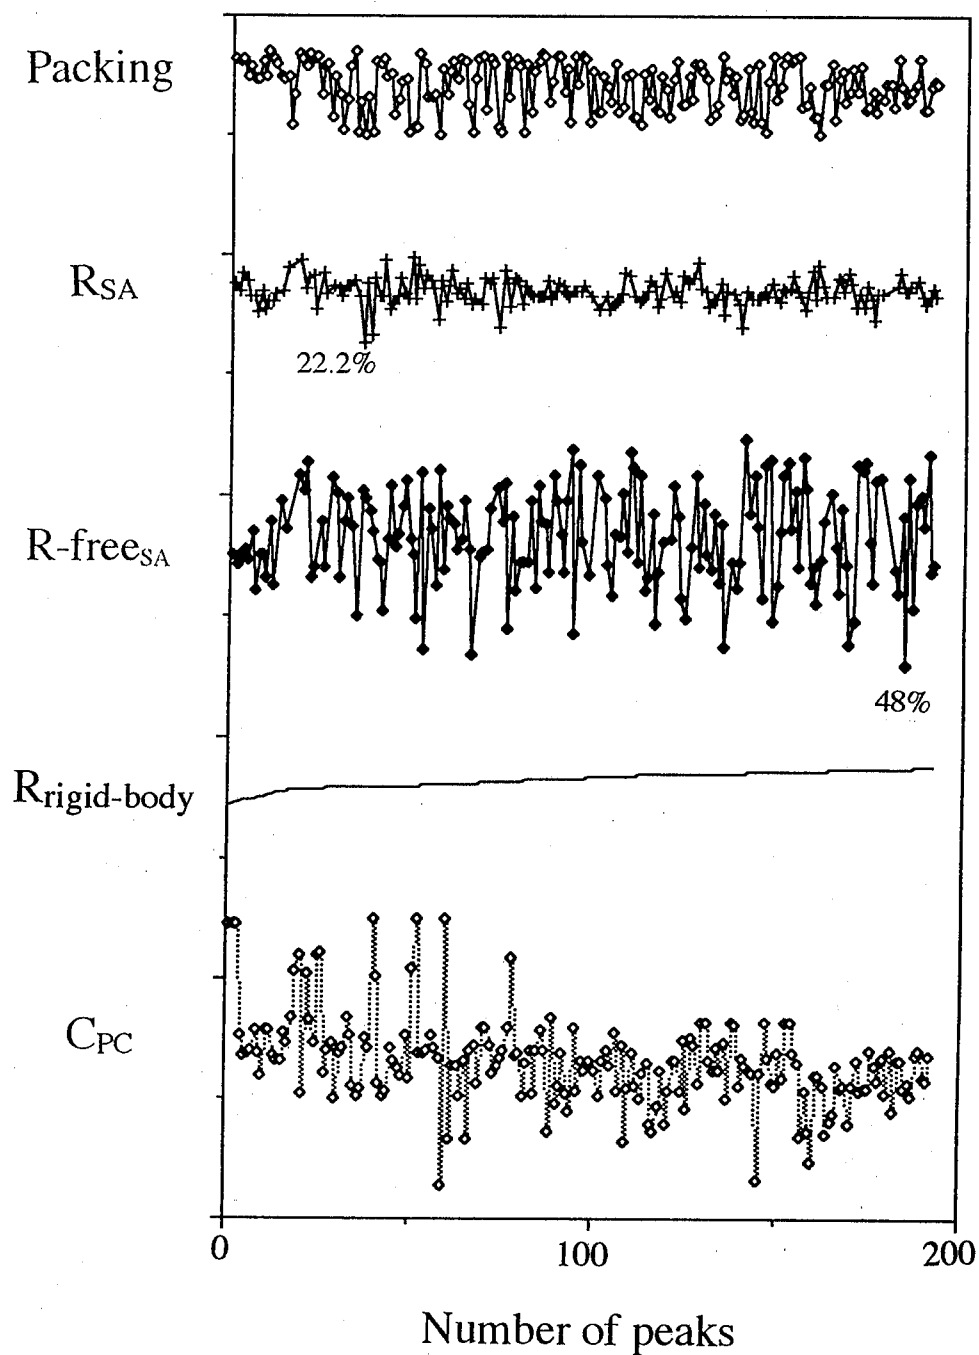 Packing
RSA
22.2%
R-freeSA
48%
Rrigid-body
CPC
0 100 200
Number of peaks